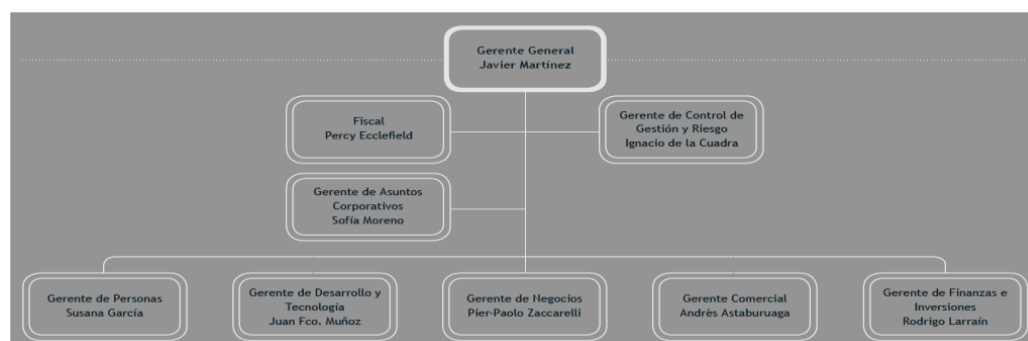 Gerente General
Javier Martínez
Fiscal
Percy Ecclefield
Gerente de Control de
Gestión y Riesgo
Ignacio de la Cuadra
Gerente de Asuntos
Corporativos
Sofía Moreno
Gerente de Personas
Susana García
Gerente de Desarrollo y
Tecnología
Juan Fco. Muñoz
Gerente de Negocios
Pier-Paolo Zaccarelli
Gerente Comercial
Andrès Astaburuaga
Gerente de Finanzas e
Inversiones
Rodrigo Larraín